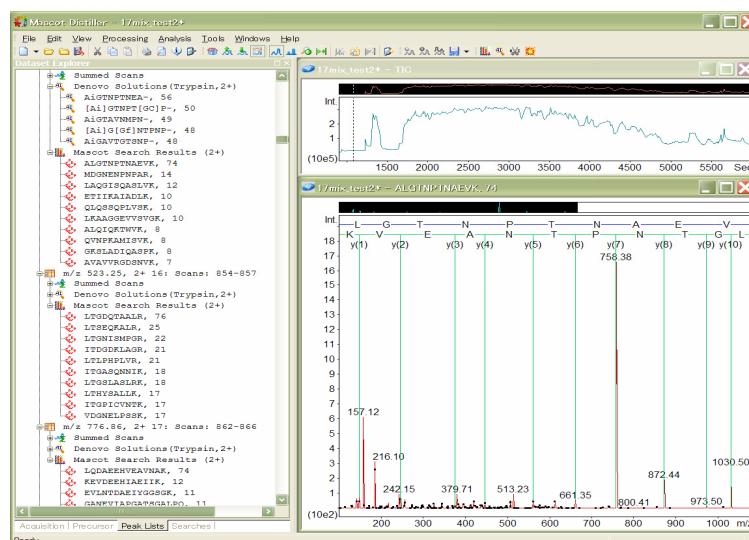 Mascot Distiller - 17mix_test2*
File Edit View Processing Analysis Tools Windows Help
Dataset Explorer
Summed Scans
Denovo Solutions(Trypsin,2+)
AiGTNPTNEA-, 56
[Ai]GTNPT[GC]P-, 50
AiGTAVNMPN-, 49
[Ai]G[Gf]NTPNP-, 48
AiGAVTGTSNP-, 48
Mascot Search Results (2+)
ALGTNPTNAEVK, 74
MDGNENPNPAR, 14
LAQGISQASLVK, 12
ETIIKAIADLK, 10
QLQSSQPLVSK, 10
LKAAGGEVVSVGK, 10
ALQIQKTWVK, 8
QVNPKAMISVK, 8
GKSLADIQASPK, 8
AVAVVRGDSNVK, 7
m/z 523.25, 2+ 16: Scans: 854-857
Summed Scans
Denovo Solutions(Trypsin,2+)
Mascot Search Results (2+)
LTGDQTAALR, 76
LTSEQKALR, 25
LTGNISMPGR, 22
ITDGDKLAGR, 21
LTLPHPLVR, 21
ITGASQNNIK, 18
LTGSLASLRK, 18
LTHYSALLK, 17
ITGPICVNTK, 17
VDGNELPSSK, 17
m/z 776.86, 2+ 17: Scans: 862-866
Summed Scans
Denovo Solutions(Trypsin,2+)
Mascot Search Results (2+)
LQDAEEHVEAVNAK, 74
KEVDEEHIAEIIK, 12
EVLNTDAEIYGGSGK, 11
GANEVIAPGATSGALPQ, 11
Acquisition Precursor Peak Lists Searches
17mix_test2* - TIC
Int.
2
1
(10e5)
1500 2000 2500 3000 3500 4000 4500 5000 5500 Sec
17mix_test2* - ALGTNPTNAEVK, 74
Int.
L G T N P T N A E V
K V E A N T P N T G L
y(1) y(2) y(3) y(4) y(5) y(6) y(7) y(8) y(9) y(10)
18
17
16
15
14
13
12
11
10
9
8
7
6
5
4
3
2
1
(10e2)
758.38
157.12
216.10
242.15
379.71
513.23
661.35
800.41
872.44
973.50
1030.50
200 300 400 500 600 700 800 900 1000 m/z
Ready